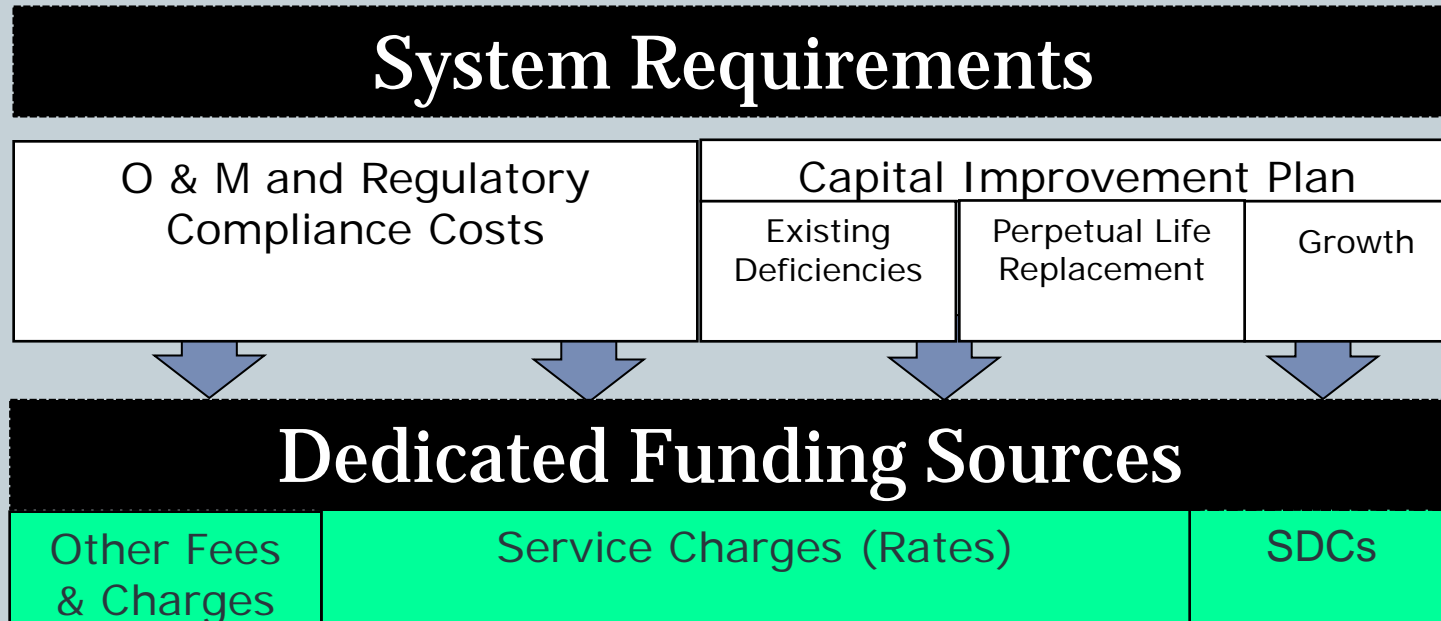 System Requirements
O & M and Regulatory
Compliance Costs
Capital Improvement Plan
Existing
Deficiencies
Perpetual Life
Replacement
Growth
Dedicated Funding Sources
Other Fees
& Charges
Service Charges (Rates)
SDCs